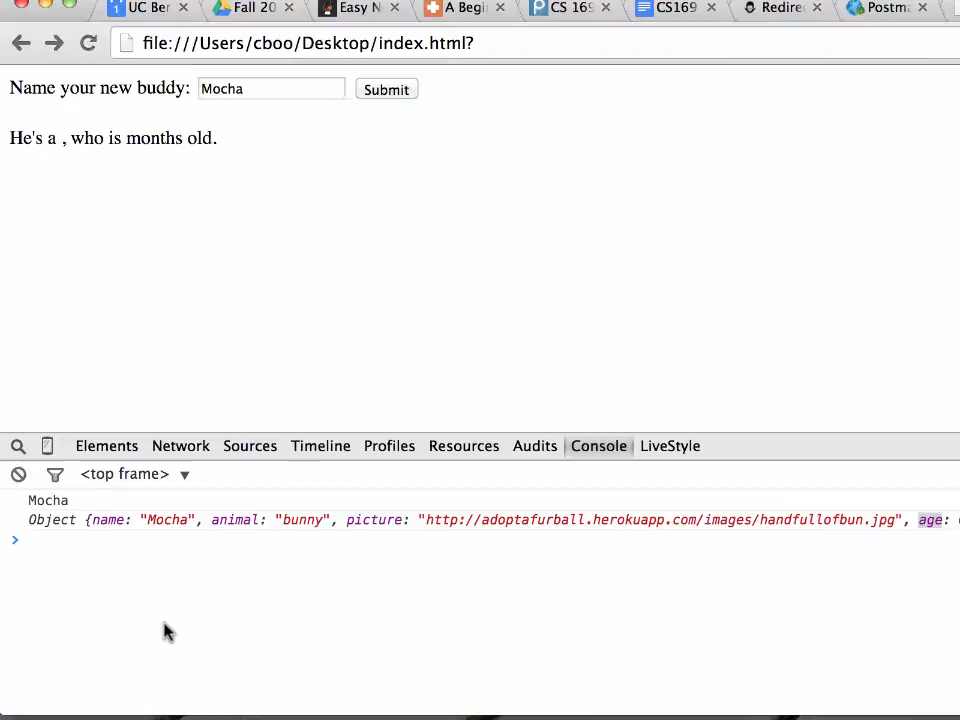 UC Ber Fall 20 Easy N A Begi CS 169 CS169 Redire Postma
file:///Users/cboo/Desktop/index.html?
Name your new buddy: Mocha Submit
He's a , who is months old.
Elements Network Sources Timeline Profiles Resources Audits Console LiveStyle
<top frame> ▼
Mocha
Object {name: "Mocha", animal: "bunny", picture: "http://adoptafurball.herokuapp.com/images/handfullofbun.jpg", age:
>